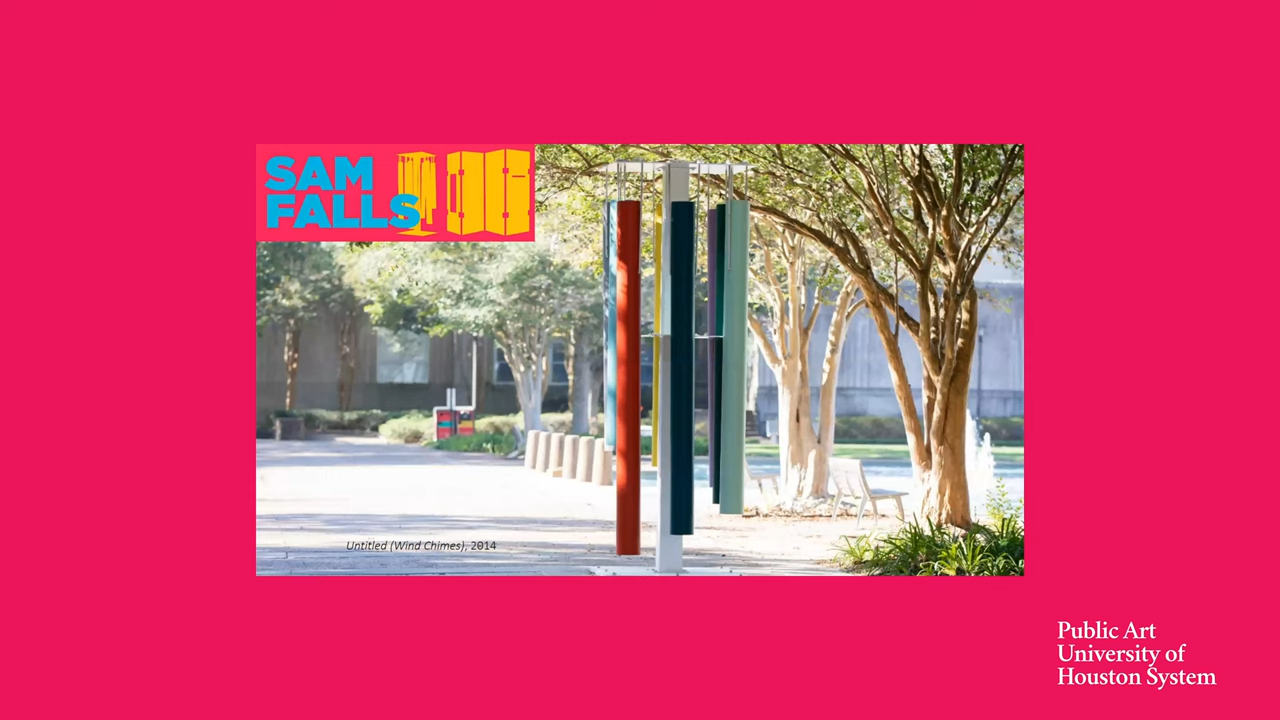 SAM
FALLS
Untitled (Wind Chimes), 2014
Public Art
University of
Houston System